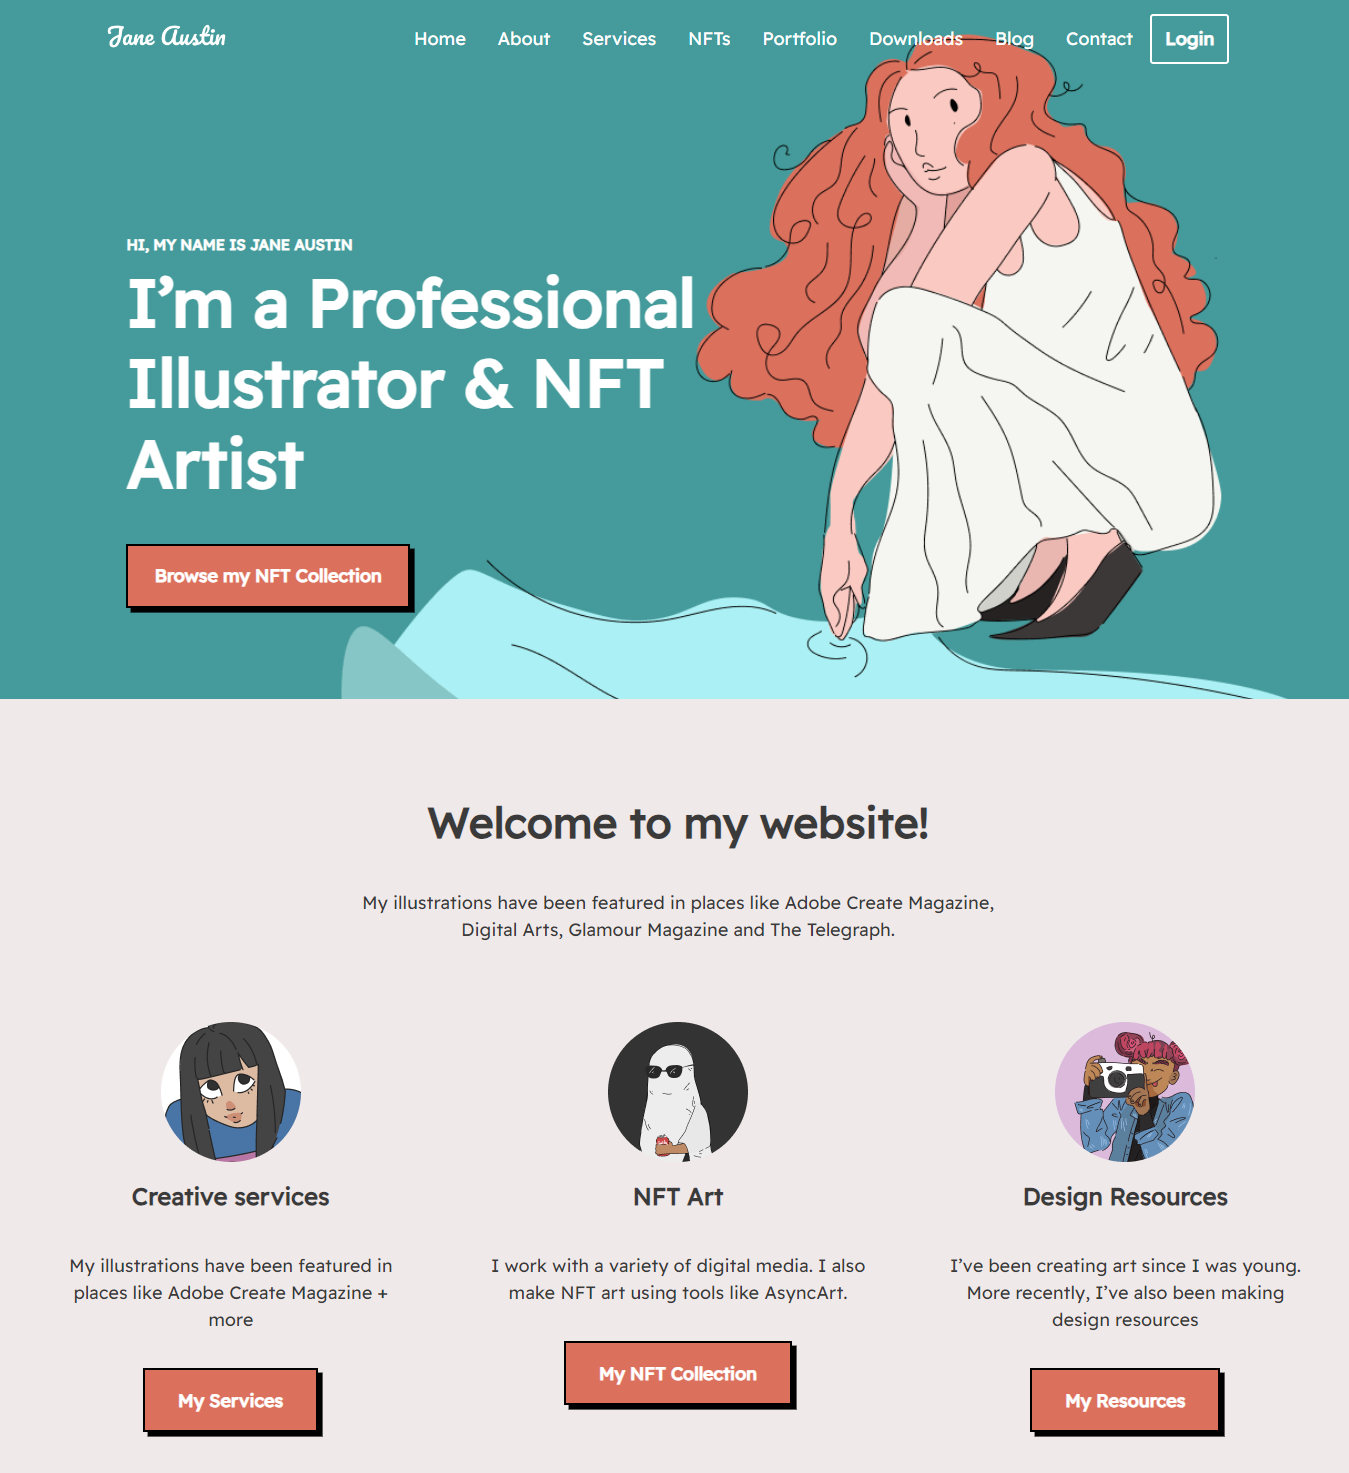 Jane Austin
Home About Services NFTs Portfolio Downloads Blog Contact Login
HI, MY NAME IS JANE AUSTIN
I’m a Professional
Illustrator & NFT
Artist
Browse my NFT Collection
Welcome to my website!
My illustrations have been featured in places like Adobe Create Magazine,
Digital Arts, Glamour Magazine and The Telegraph.
Creative services
My illustrations have been featured in
places like Adobe Create Magazine +
more
My Services
NFT Art
I work with a variety of digital media. I also
make NFT art using tools like AsyncArt.
My NFT Collection
Design Resources
I’ve been creating art since I was young.
More recently, I’ve also been making
design resources
My Resources